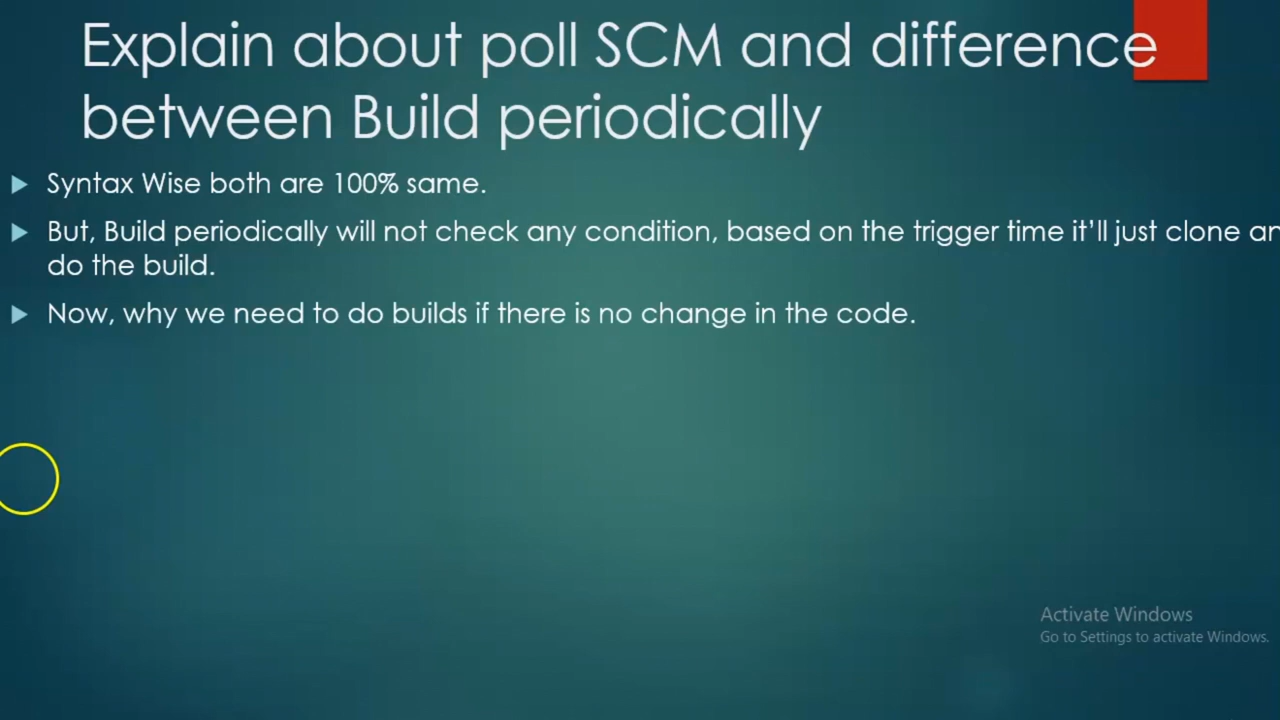 Explain about poll SCM and difference
between Build periodically
Syntax Wise both are 100% same.
But, Build periodically will not check any condition, based on the trigger time it'll just clone
do the build.
Now, why we need to do builds if there is no change in the code.
Activate Windows
Go to Settings to activate Windows.